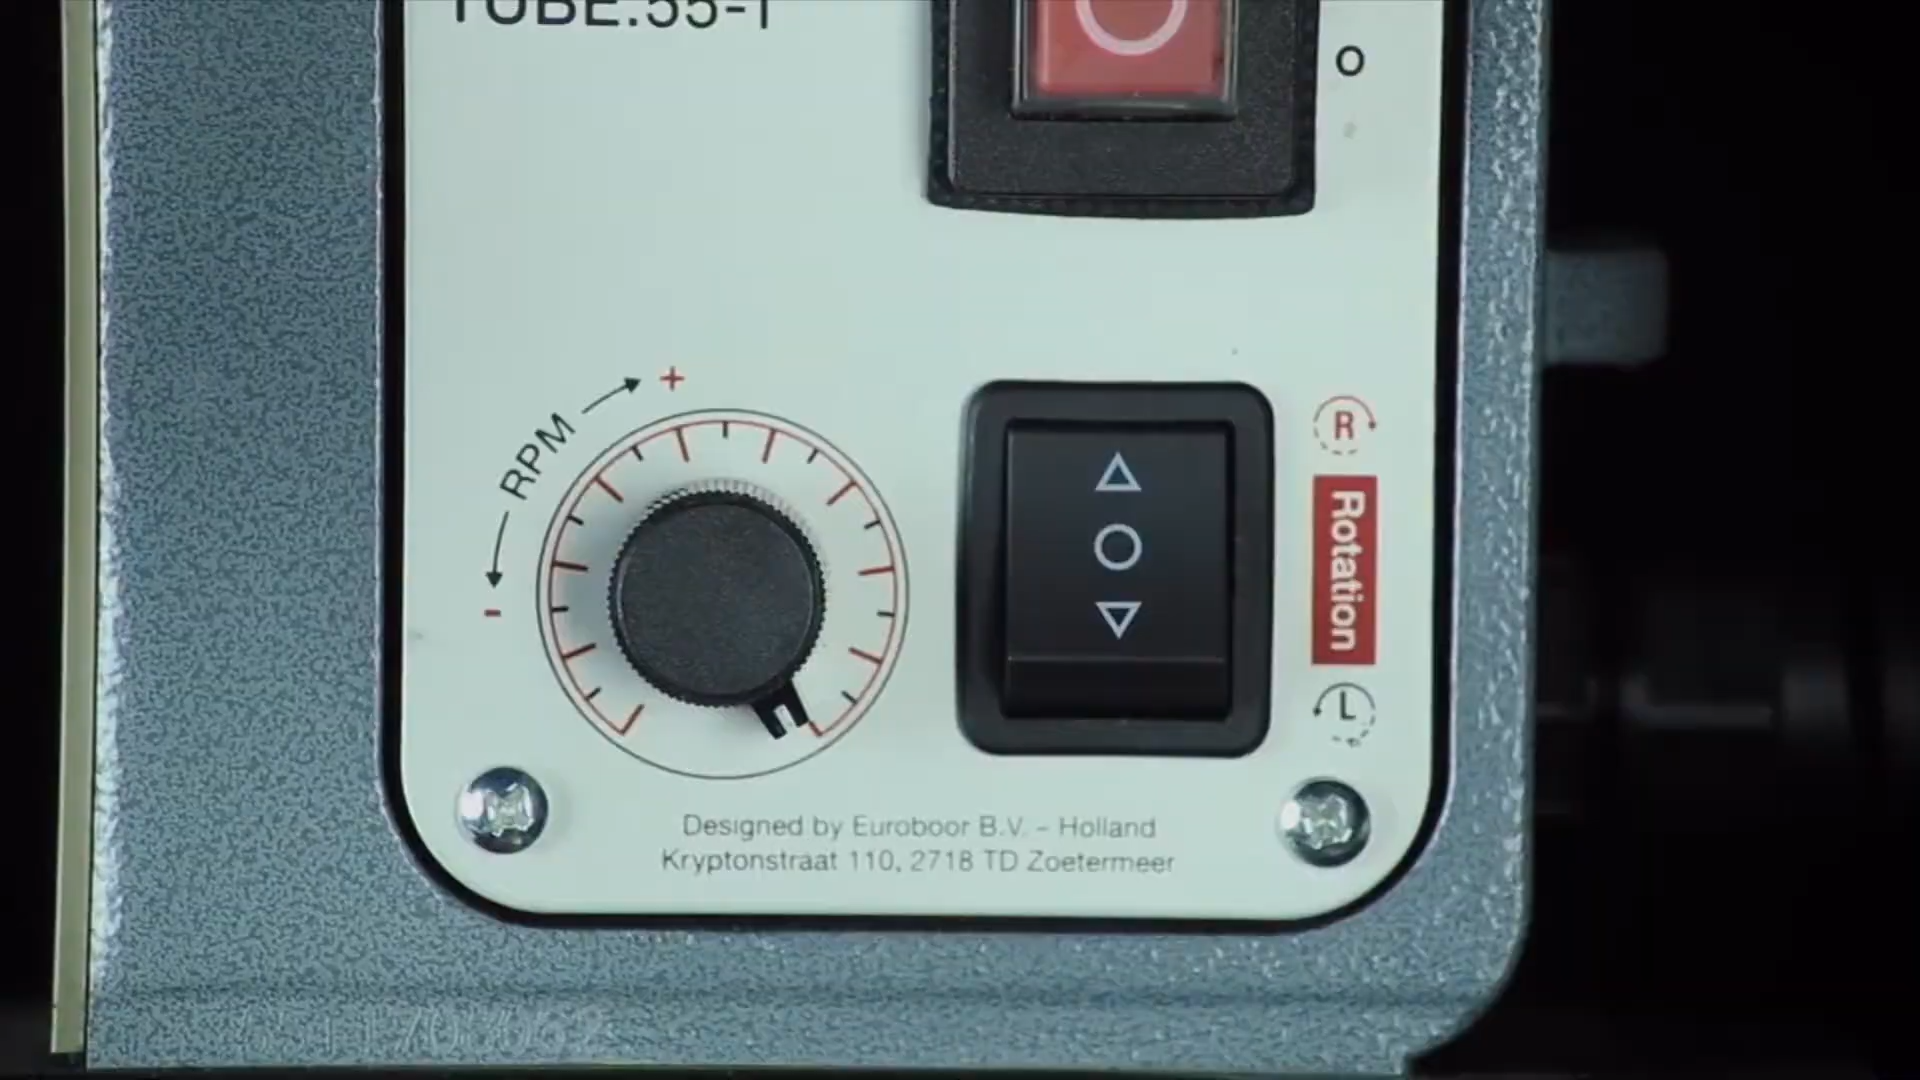 TUBE.55-T
O
+
RPM
-
R
Rotation
L
Designed by Euroboor B.V. – Holland
Kryptonstraat 110, 2718 TD Zoetermeer